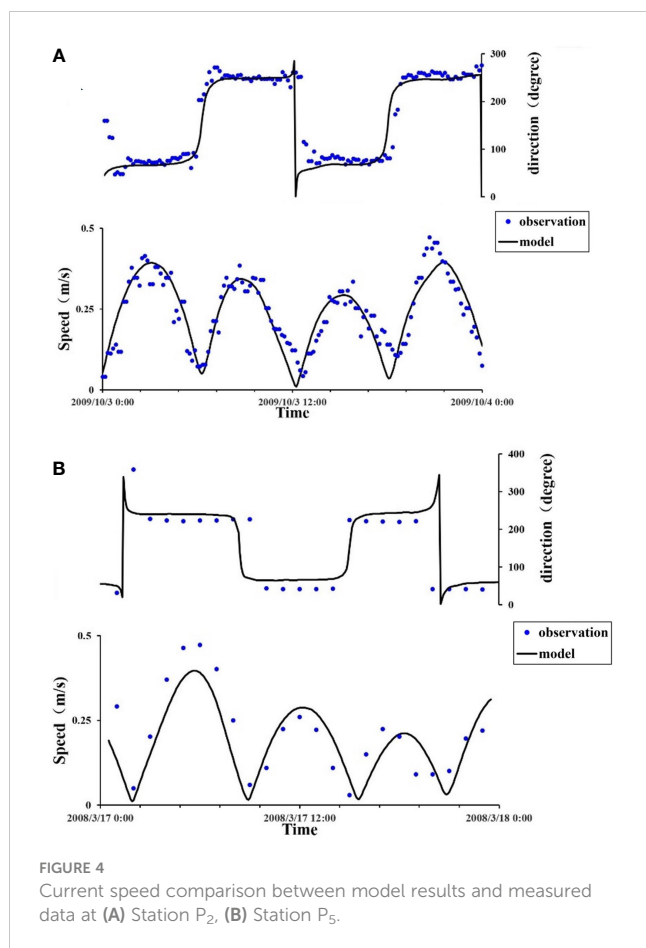 A
300
200
100
0
direction（degree）
observation
model
0.5
0.25
0
Speed（m/s）
2009/10/3 0:00
2009/10/3 12:00
2009/10/4 0:00
Time
B
400
300
200
100
0
direction（degree）
observation
model
0.5
0.25
0
Speed（m/s）
2008/3/17 0:00
2008/3/17 12:00
2008/3/18 0:00
Time
FIGURE 4
Current speed comparison between model results and measured
data at (A) Station P₂, (B) Station P₅.